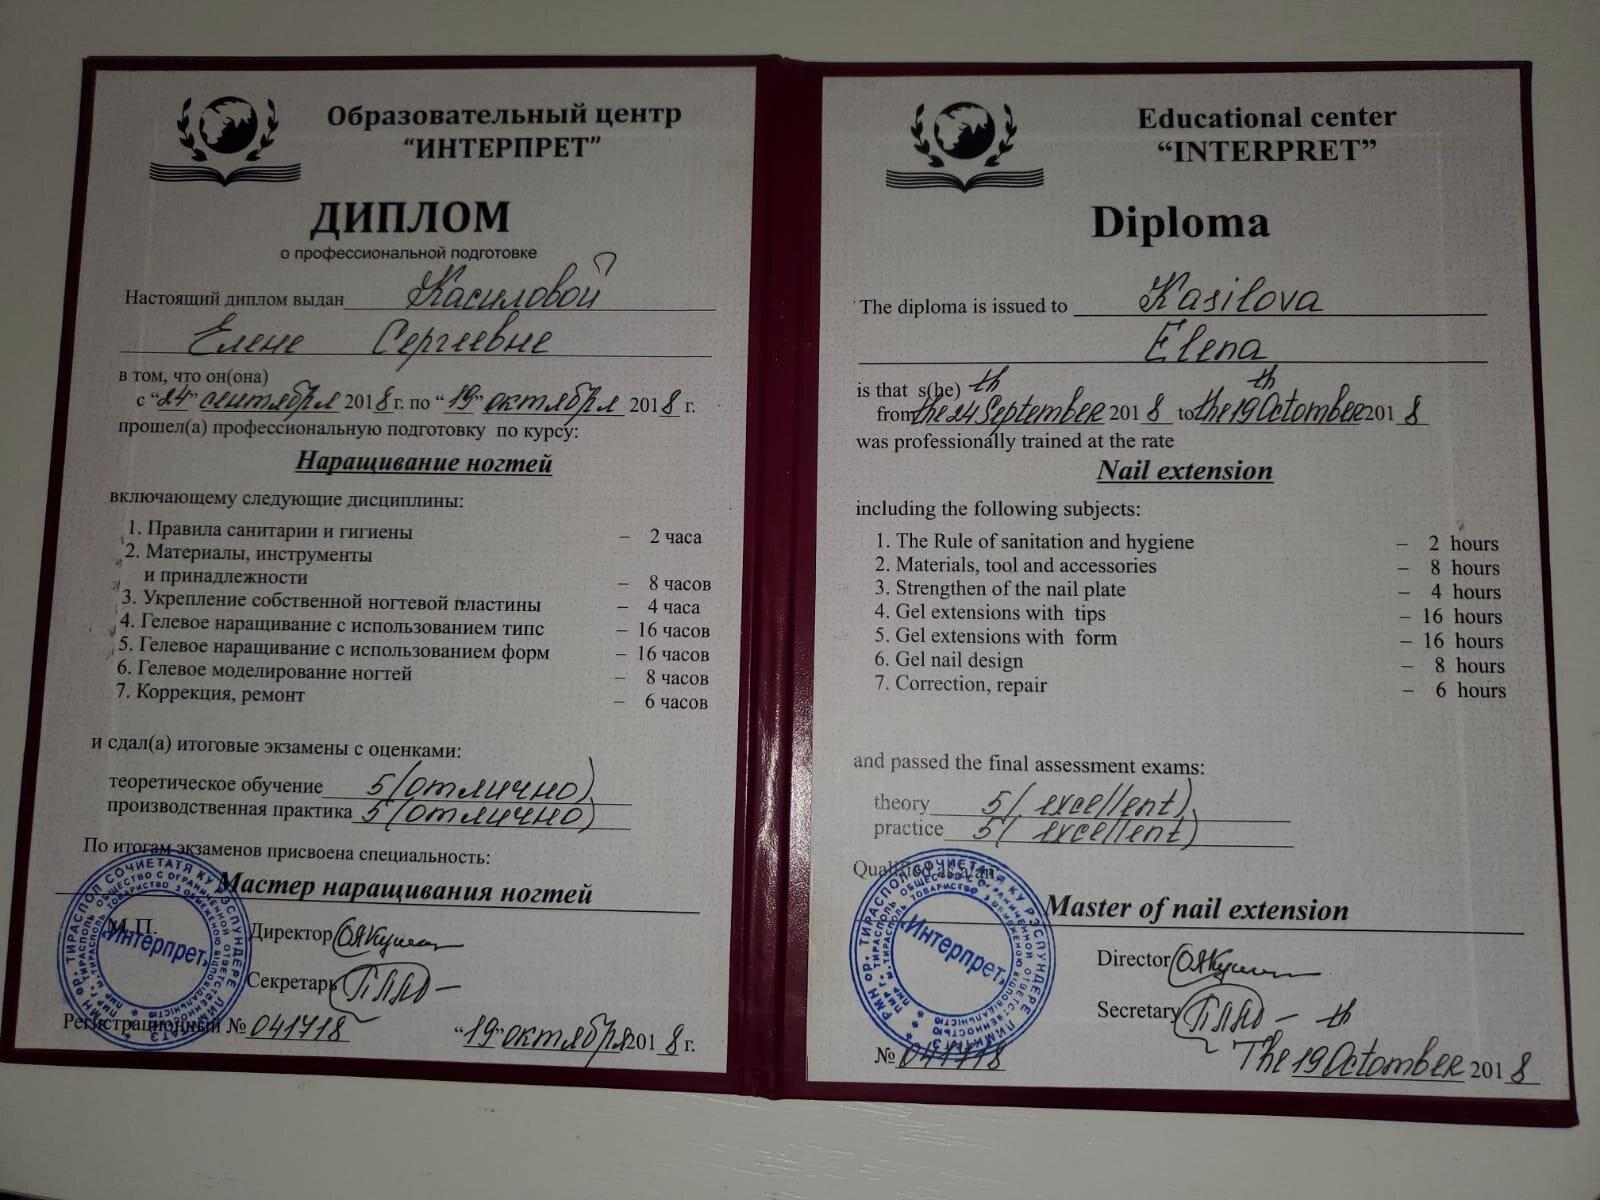 Образовательный центр
“ИНТЕРПРЕТ”
ДИПЛОМ
о профессиональной подготовке
Настоящий диплом выдан Касиловой
Елене Сергеевне
в том, что он(она)
с “24” сентября 2018 г. по “19” октября 2018 г.
прошел(а) профессиональную подготовку по курсу:
Наращивание ногтей
включающему следующие дисциплины:
1. Правила санитарии и гигиены – 2 часа
2. Материалы, инструменты
и принадлежности – 8 часов
3. Укрепление собственной ногтевой пластины – 4 часа
4. Гелевое наращивание с использованием типс – 16 часов
5. Гелевое наращивание с использованием форм – 16 часов
6. Гелевое моделирование ногтей – 8 часов
7. Коррекция, ремонт – 6 часов
и сдал(а) итоговые экзамены с оценками:
теоретическое обучение 5 (отлично)
производственная практика 5 (отлично)
По итогам экзаменов присвоена специальность:
Мастер наращивания ногтей
М.П.
«Интерпрет»
Директор
Секретарь
Регистрационный № 041718 “19” октября 2018 г.
Educational center
“INTERPRET”
Diploma
The diploma is issued to Kasilova
Elena
is that s(he)
from the 24th September 2018 to the 19th Octomber 2018
was professionally trained at the rate
Nail extension
including the following subjects:
1. The Rule of sanitation and hygiene – 2 hours
2. Materials, tool and accessories – 8 hours
3. Strengthen of the nail plate – 4 hours
4. Gel extensions with tips – 16 hours
5. Gel extensions with form – 16 hours
6. Gel nail design – 8 hours
7. Correction, repair – 6 hours
and passed the final assessment exams:
theory 5 (excellent)
practice 5 (excellent)
Qualified as a/an
Master of nail extension
«Интерпрет»
Director
Secretary
№ 041718 The 19th Octomber 2018